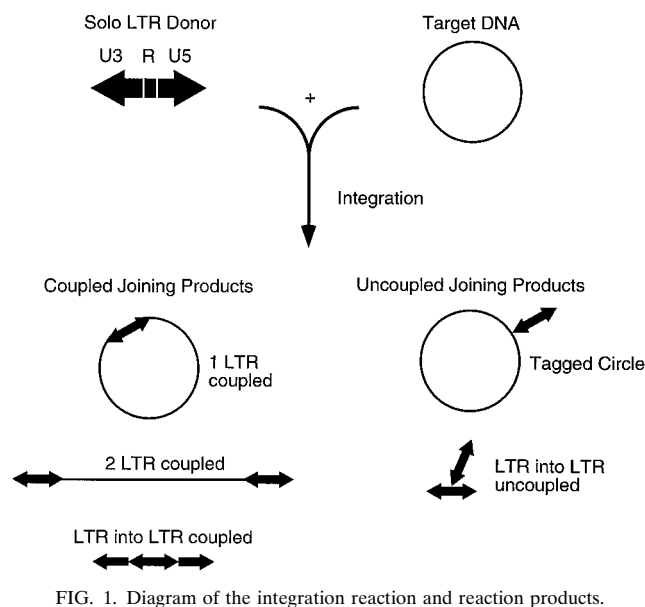 Solo LTR Donor
Target DNA
U3 R U5
+
Integration
Coupled Joining Products
Uncoupled Joining Products
1 LTR
coupled
Tagged Circle
2 LTR coupled
LTR into LTR
uncoupled
LTR into LTR coupled
FIG. 1. Diagram of the integration reaction and reaction products.